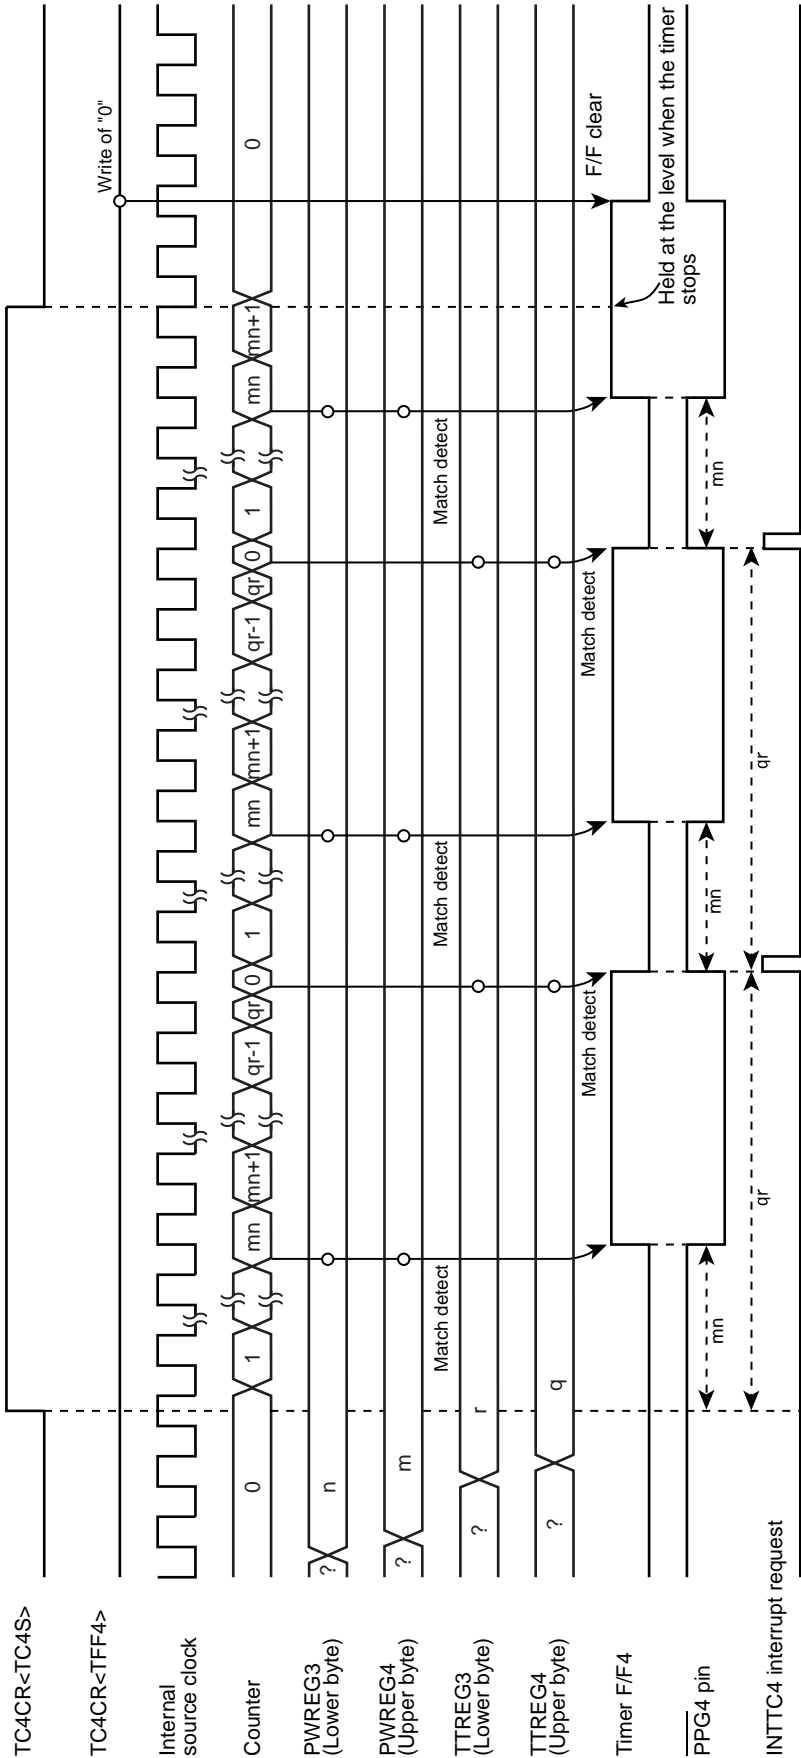 TC4CR<TC4S>
TC4CR<TFF4>
Write of "0"
Internal
source clock
Counter
0
1
mn
mn+1
qr-1
qr
0
1
mn
mn+1
qr-1
qr
0
1
mn
mn+1
0
PWREG3
(Lower byte)
?
n
PWREG4
(Upper byte)
?
m
Match detect
Match detect
Match detect
TTREG3
(Lower byte)
?
r
TTREG4
(Upper byte)
?
q
Match detect
Match detect
F/F clear
Timer F/F4
Held at the level when the timer
stops
PPG4 pin
mn
mn
mn
qr
qr
INTTC4 interrupt request